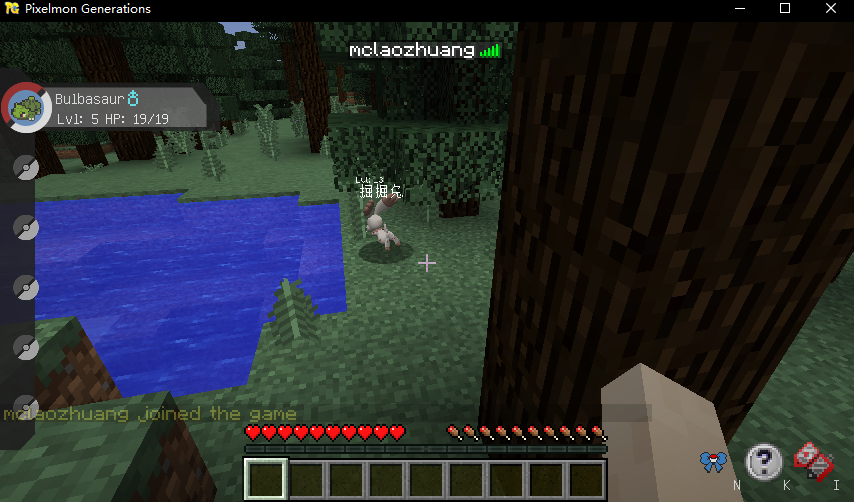 Pixelmon Generations
mclaozhuang
Bulbasaur
Lvl: 5 HP: 19/19
Lvl: 3
掘掘兔
mclaozhuang joined the game
?
N K I